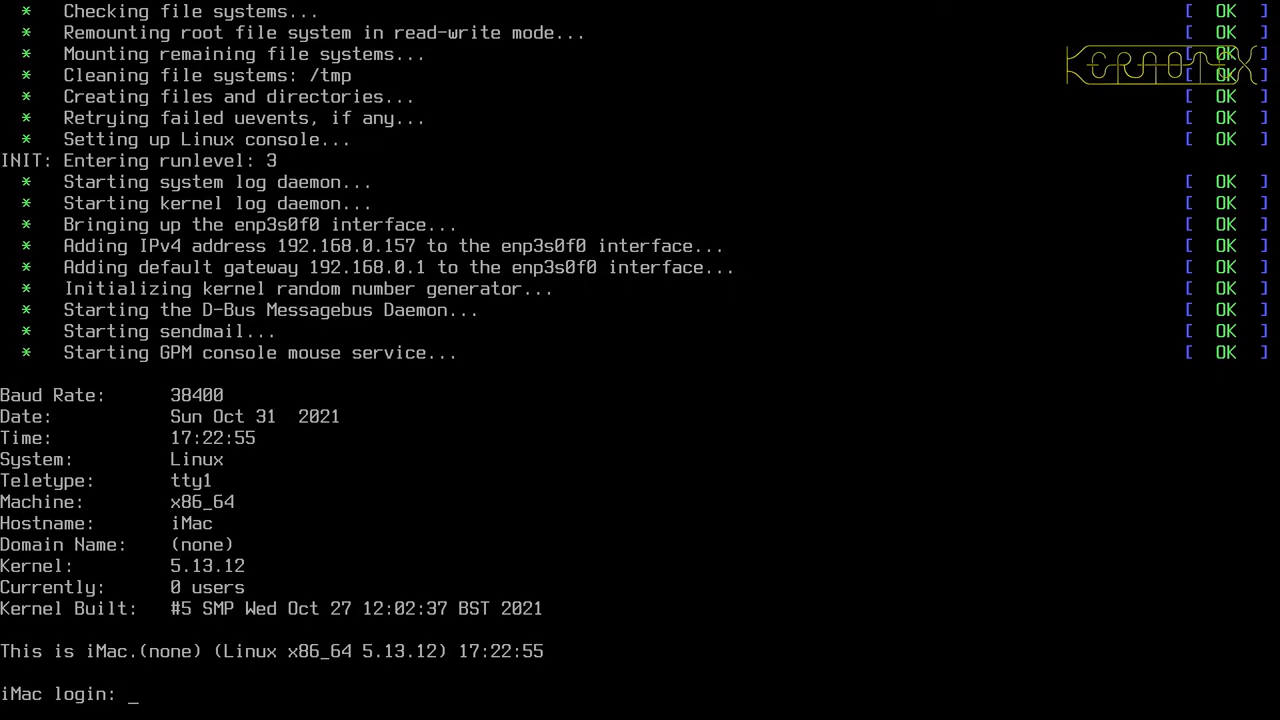 * Checking file systems... [ OK ]
* Remounting root file system in read-write mode... [ OK ]
* Mounting remaining file systems... [ OK ]
* Cleaning file systems: /tmp [ OK ]
* Creating files and directories... [ OK ]
* Retrying failed uevents, if any... [ OK ]
* Setting up Linux console... [ OK ]
INIT: Entering runlevel: 3
* Starting system log daemon... [ OK ]
* Starting kernel log daemon... [ OK ]
* Bringing up the enp3s0f0 interface... [ OK ]
* Adding IPv4 address 192.168.0.157 to the enp3s0f0 interface... [ OK ]
* Adding default gateway 192.168.0.1 to the enp3s0f0 interface... [ OK ]
* Initializing kernel random number generator... [ OK ]
* Starting the D-Bus Messagebus Daemon... [ OK ]
* Starting sendmail... [ OK ]
* Starting GPM console mouse service... [ OK ]
Baud Rate: 38400
Date: Sun Oct 31 2021
Time: 17:22:55
System: Linux
Teletype: tty1
Machine: x86_64
Hostname: iMac
Domain Name: (none)
Kernel: 5.13.12
Currently: 0 users
Kernel Built: #5 SMP Wed Oct 27 12:02:37 BST 2021
This is iMac.(none) (Linux x86_64 5.13.12) 17:22:55
iMac login: _